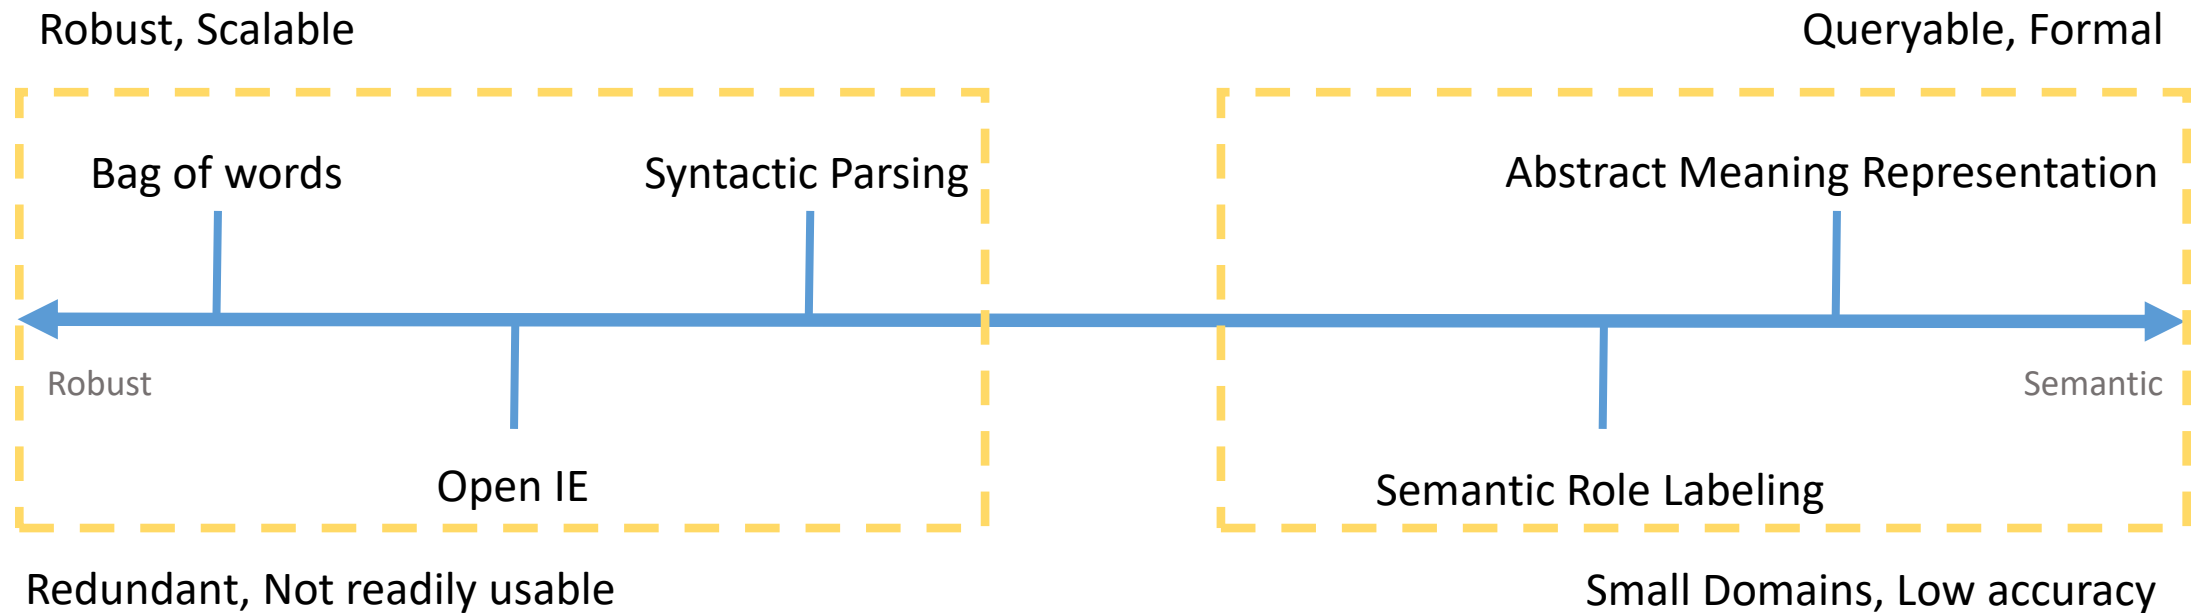 Robust, Scalable
Queryable, Formal
Bag of words
Syntactic Parsing
Abstract Meaning Representation
Robust
Semantic
Open IE
Semantic Role Labeling
Redundant, Not readily usable
Small Domains, Low accuracy